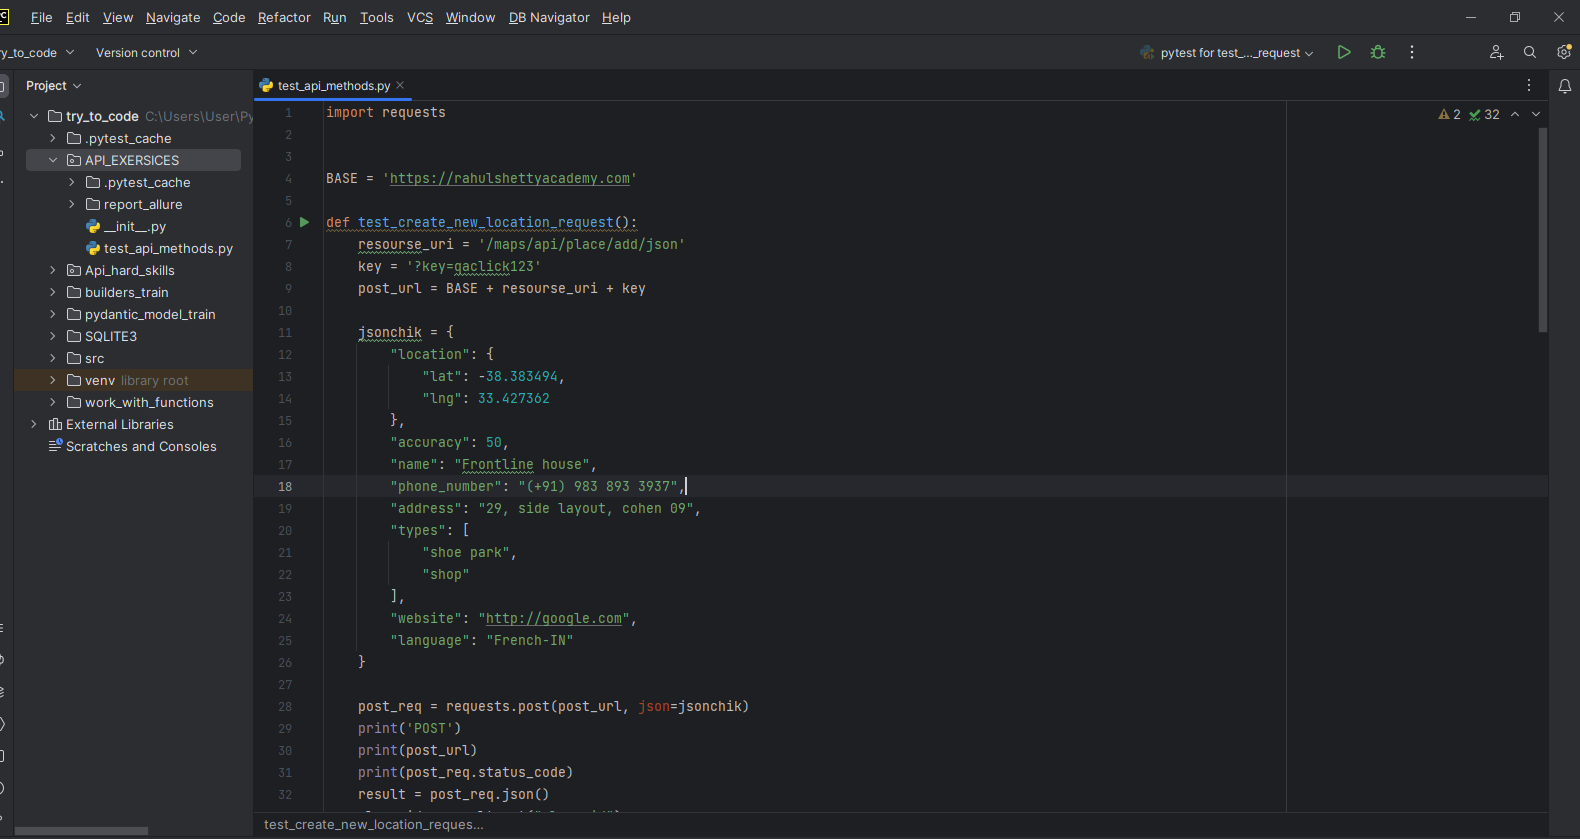 File Edit View Navigate Code Refactor Run Tools VCS Window DB Navigator Help
ry_to_code Version control pytest for test_..._request
Project
test_api_methods.py
try_to_code C:\Users\User\Py
.pytest_cache
API_EXERSICES
.pytest_cache
report_allure
__init__.py
test_api_methods.py
Api_hard_skills
builders_train
pydantic_model_train
SQLITE3
src
venv library root
work_with_functions
External Libraries
Scratches and Consoles
2 32
1 import requests
2
3
4 BASE = 'https://rahulshettyacademy.com'
5
6 def test_create_new_location_request():
7 resourse_uri = '/maps/api/place/add/json'
8 key = '?key=qaclick123'
9 post_url = BASE + resourse_uri + key
10
11 jsonchik = {
12 "location": {
13 "lat": -38.383494,
14 "lng": 33.427362
15 },
16 "accuracy": 50,
17 "name": "Frontline house",
18 "phone_number": "(+91) 983 893 3937",
19 "address": "29, side layout, cohen 09",
20 "types": [
21 "shoe park",
22 "shop"
23 ],
24 "website": "http://google.com",
25 "language": "French-IN"
26 }
27
28 post_req = requests.post(post_url, json=jsonchik)
29 print('POST')
30 print(post_url)
31 print(post_req.status_code)
32 result = post_req.json()
test_create_new_location_reques...